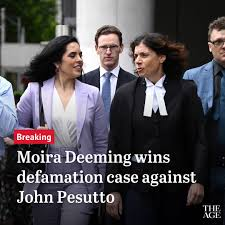 Breaking
Moira Deeming wins
defamation case against
John Pesutto
THE
AGE